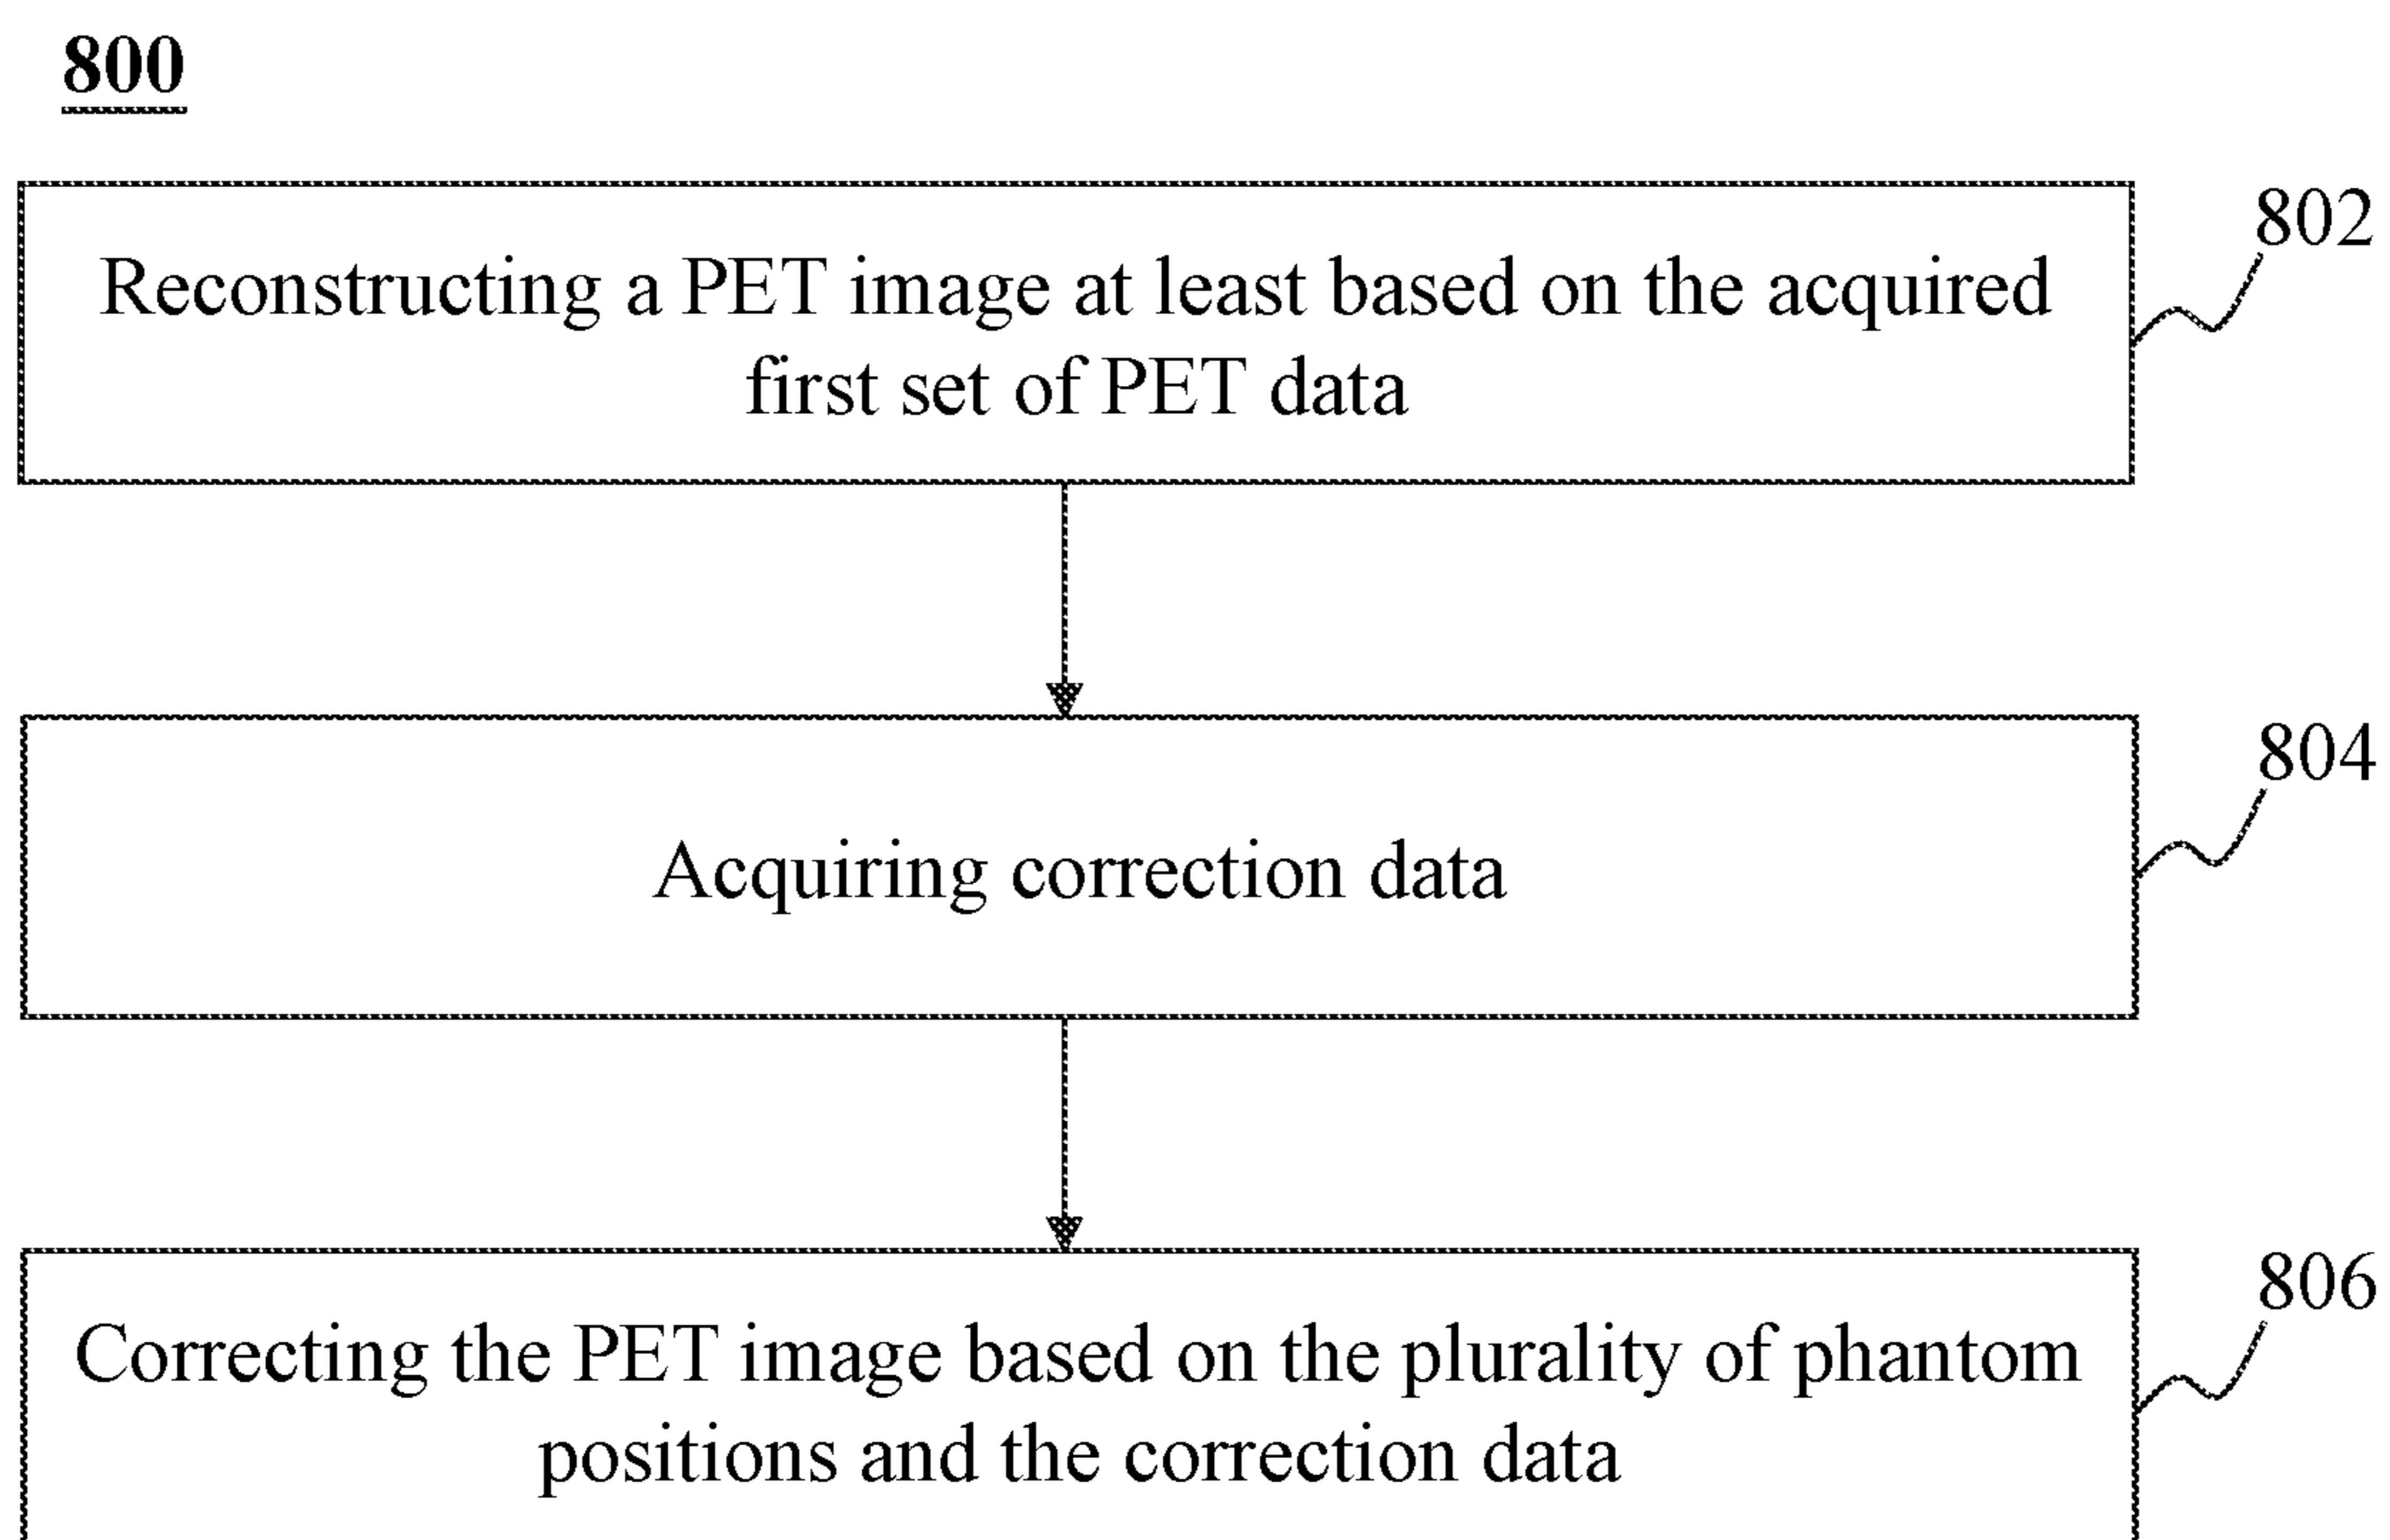 800
802
Reconstructing a PET image at least based on the acquired
first set of PET data
804
Acquiring correction data
806
Correcting the PET image based on the plurality of phantom
positions and the correction data